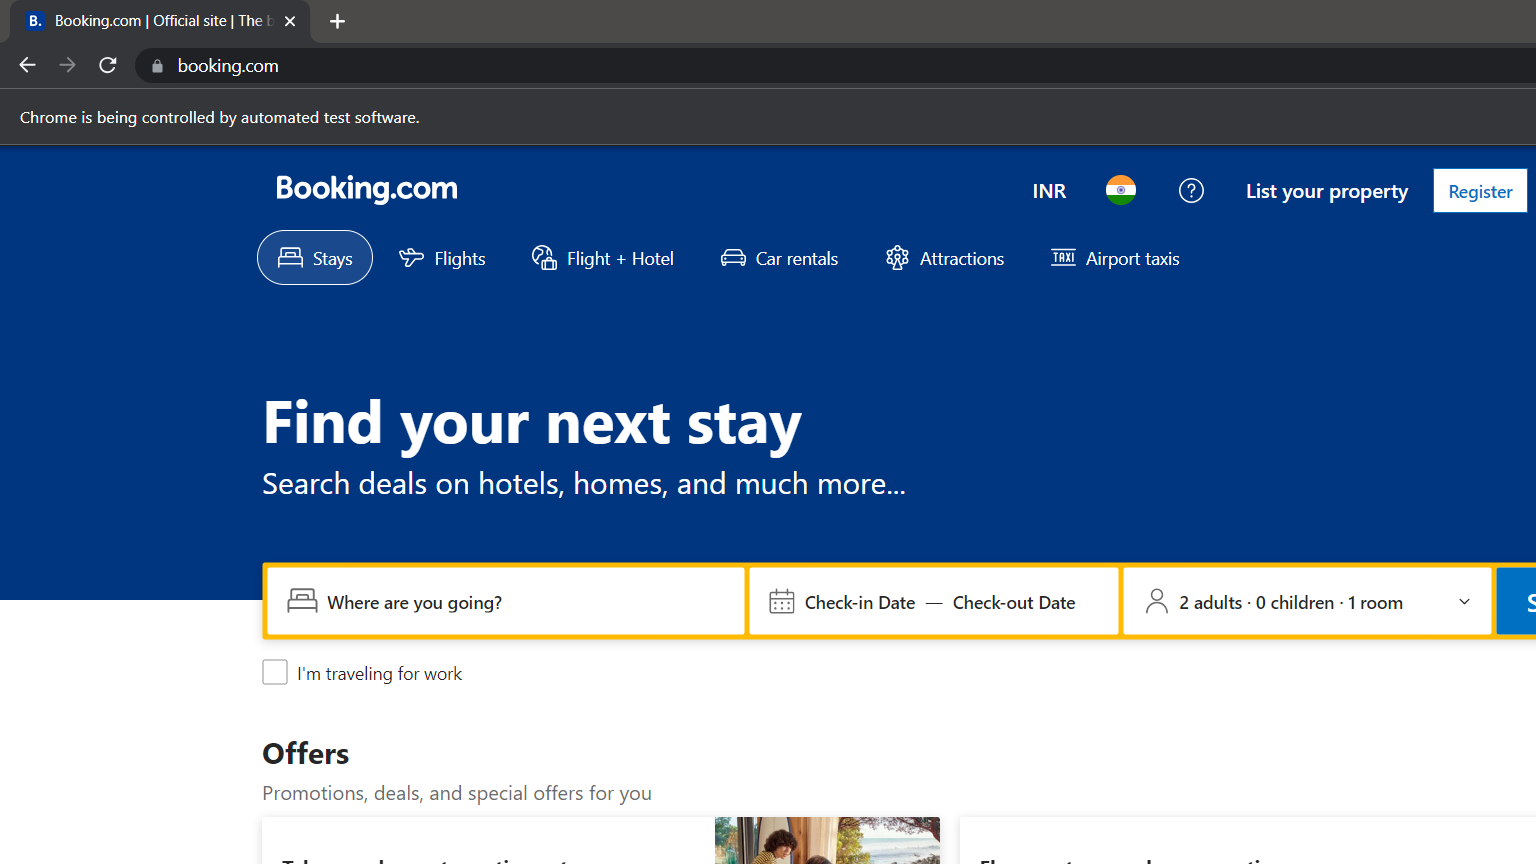 B. Booking.com | Official site | The b
booking.com
Chrome is being controlled by automated test software.
Booking.com INR List your property Register
Stays Flights Flight + Hotel Car rentals Attractions TAXI Airport taxis
Find your next stay
Search deals on hotels, homes, and much more...
Where are you going? Check-in Date — Check-out Date 2 adults · 0 children · 1 room S
I'm traveling for work
Offers
Promotions, deals, and special offers for you